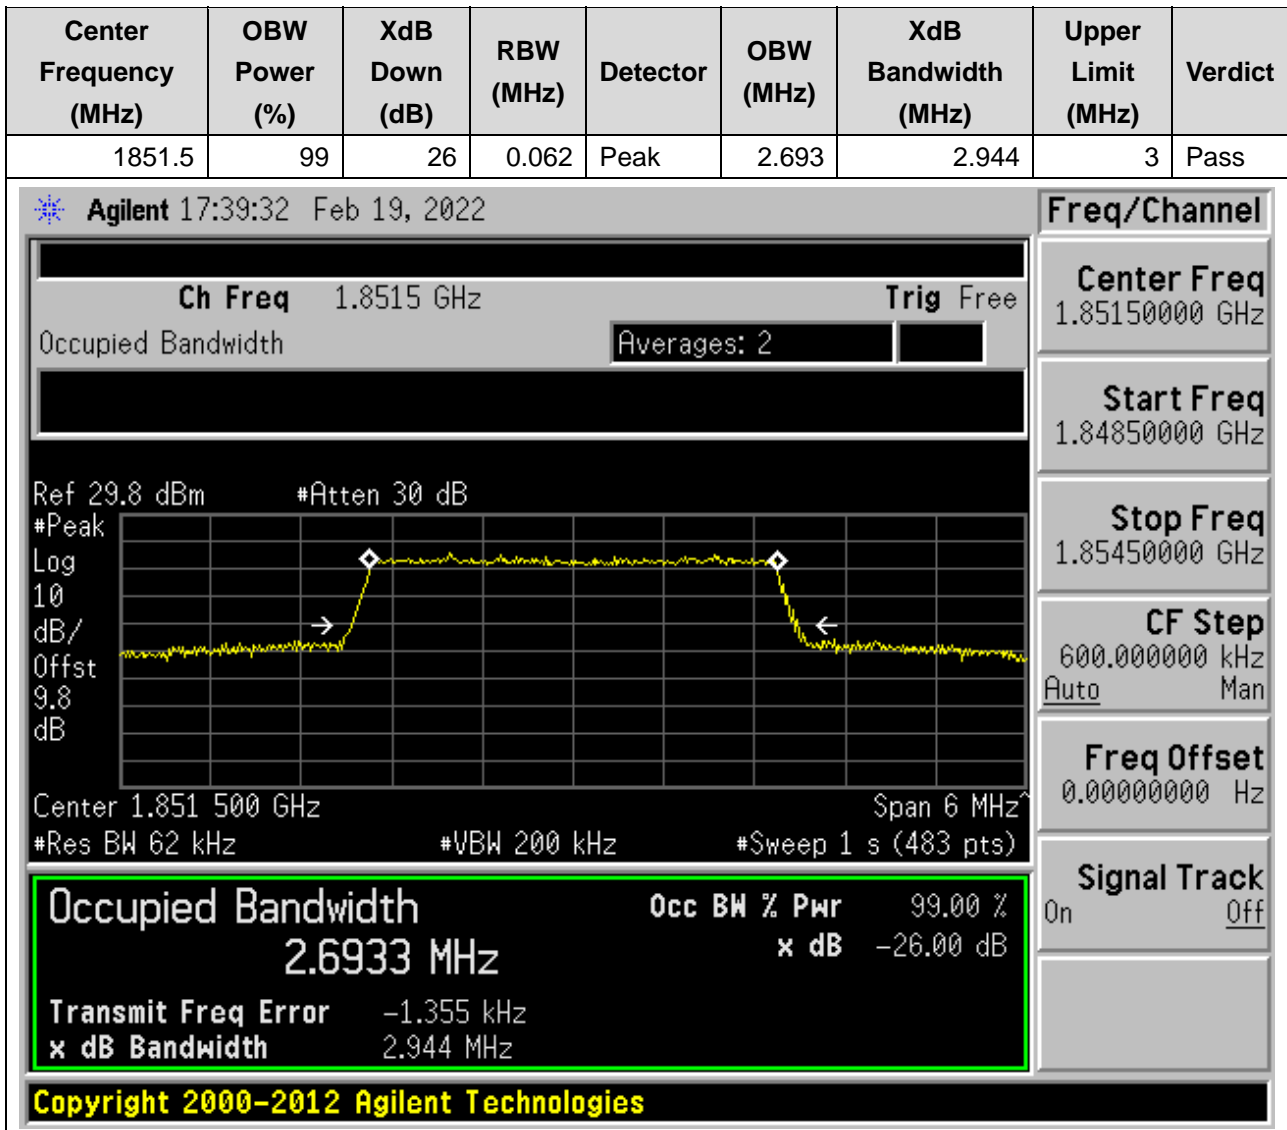 Center Frequency (MHz) OBW Power (%) XdB Down (dB) RBW (MHz) Detector OBW (MHz) XdB Bandwidth (MHz) Upper Limit (MHz) Verdict
1851.5 99 26 0.062 Peak 2.693 2.944 3 Pass
Agilent 17:39:32 Feb 19, 2022
Ch Freq 1.8515 GHz Trig Free
Occupied Bandwidth Averages: 2
Ref 29.8 dBm #Atten 30 dB
#Peak
Log
10
dB/
Offst
9.8
dB
Center 1.851 500 GHz Span 6 MHz^
#Res BW 62 kHz #VBW 200 kHz #Sweep 1 s (483 pts)
Occupied Bandwidth Occ BW % Pwr 99.00 %
2.6933 MHz x dB -26.00 dB
Transmit Freq Error -1.355 kHz
x dB Bandwidth 2.944 MHz
Freq/Channel
Center Freq
1.85150000 GHz
Start Freq
1.84850000 GHz
Stop Freq
1.85450000 GHz
CF Step
600.000000 kHz
Auto Man
Freq Offset
0.00000000 Hz
Signal Track
On Off
Copyright 2000-2012 Agilent Technologies